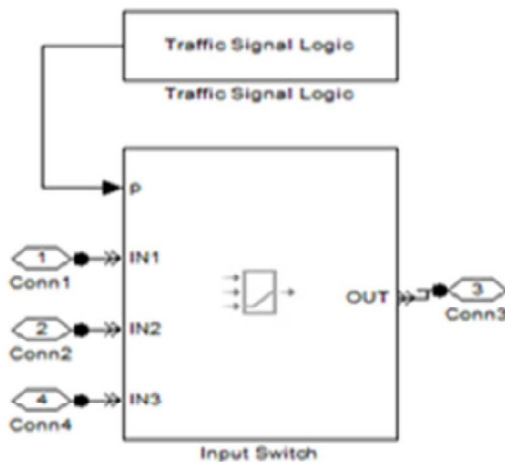 Traffic Signal Logic
Traffic Signal Logic
p
1
IN1
Conn1
OUT
3
Conn3
2
IN2
Conn2
4
IN3
Conn4
Input Switch